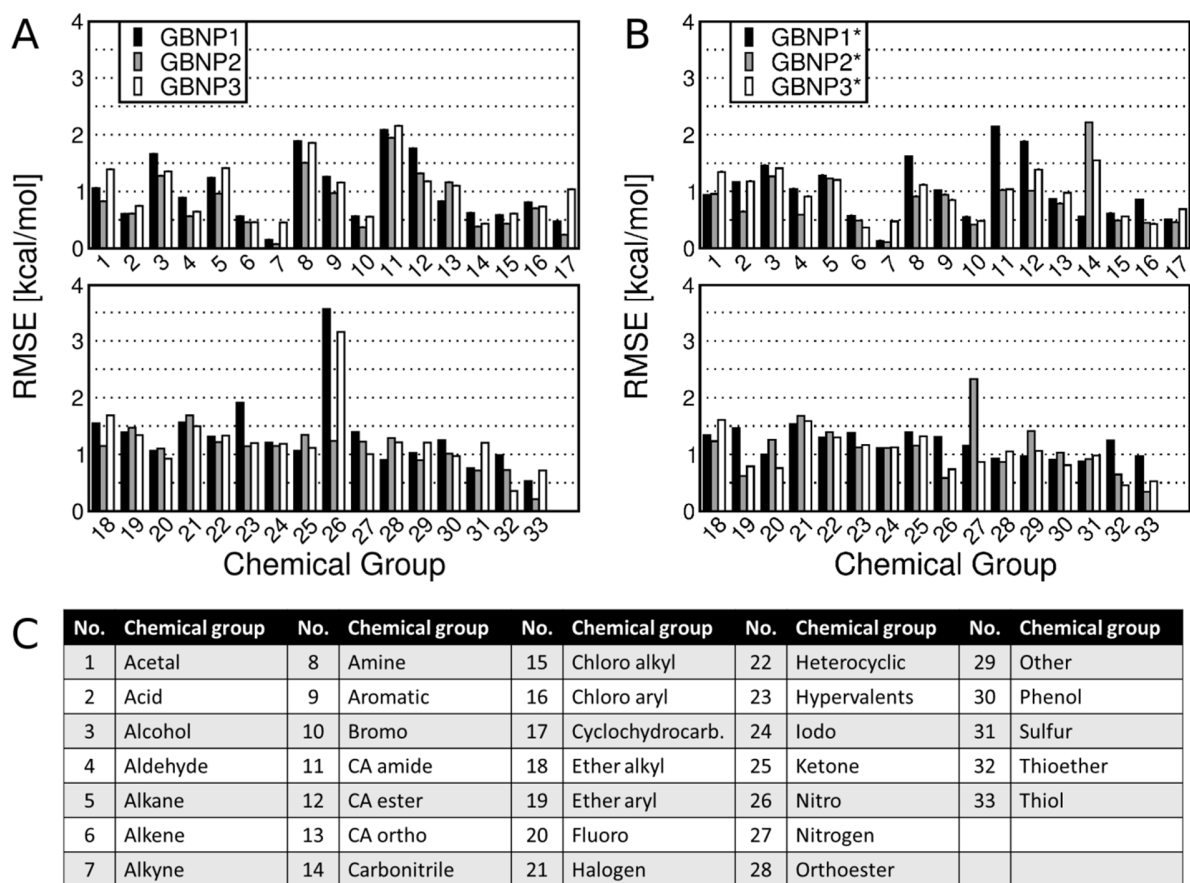 A
B
GBNP1
GBNP2
GBNP3
GBNP1*
GBNP2*
GBNP3*
RMSE [kcal/mol]
RMSE [kcal/mol]
4
3
2
1
0
4
3
2
1
0
1 2 3 4 5 6 7 8 9 10 11 12 13 14 15 16 17
1 2 3 4 5 6 7 8 9 10 11 12 13 14 15 16 17
4
3
2
1
0
4
3
2
1
0
18 19 20 21 22 23 24 25 26 27 28 29 30 31 32 33
18 19 20 21 22 23 24 25 26 27 28 29 30 31 32 33
Chemical Group
Chemical Group
C
No. Chemical group No. Chemical group No. Chemical group No. Chemical group No. Chemical group
1 Acetal 8 Amine 15 Chloro alkyl 22 Heterocyclic 29 Other
2 Acid 9 Aromatic 16 Chloro aryl 23 Hypervalents 30 Phenol
3 Alcohol 10 Bromo 17 Cyclohydrocarb. 24 Iodo 31 Sulfur
4 Aldehyde 11 CA amide 18 Ether alkyl 25 Ketone 32 Thioether
5 Alkane 12 CA ester 19 Ether aryl 26 Nitro 33 Thiol
6 Alkene 13 CA ortho 20 Fluoro 27 Nitrogen
7 Alkyne 14 Carbonitrile 21 Halogen 28 Orthoester